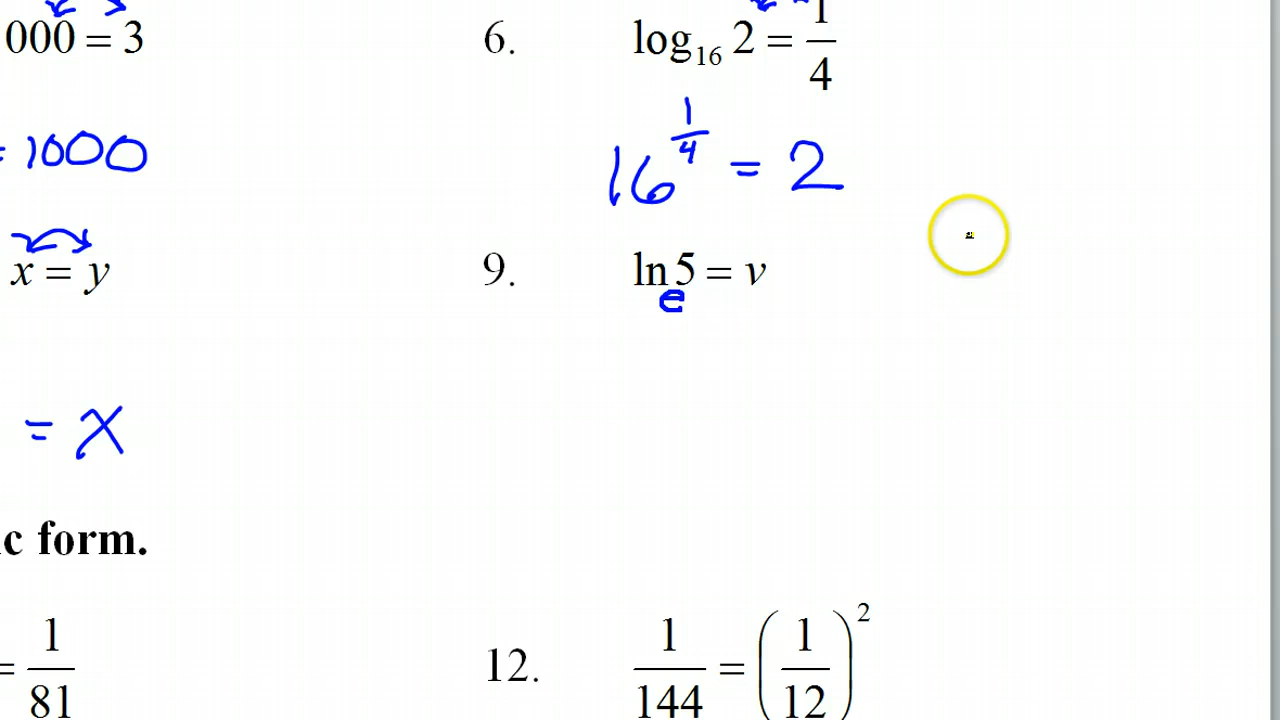 000 = 3
6. log₁₆ 2 = 1/4
= 1000
16^(1/4) = 2
x = y
9. ln 5 = v
e
= x
c form.
= 1/81
12. 1/144 = (1/12)²